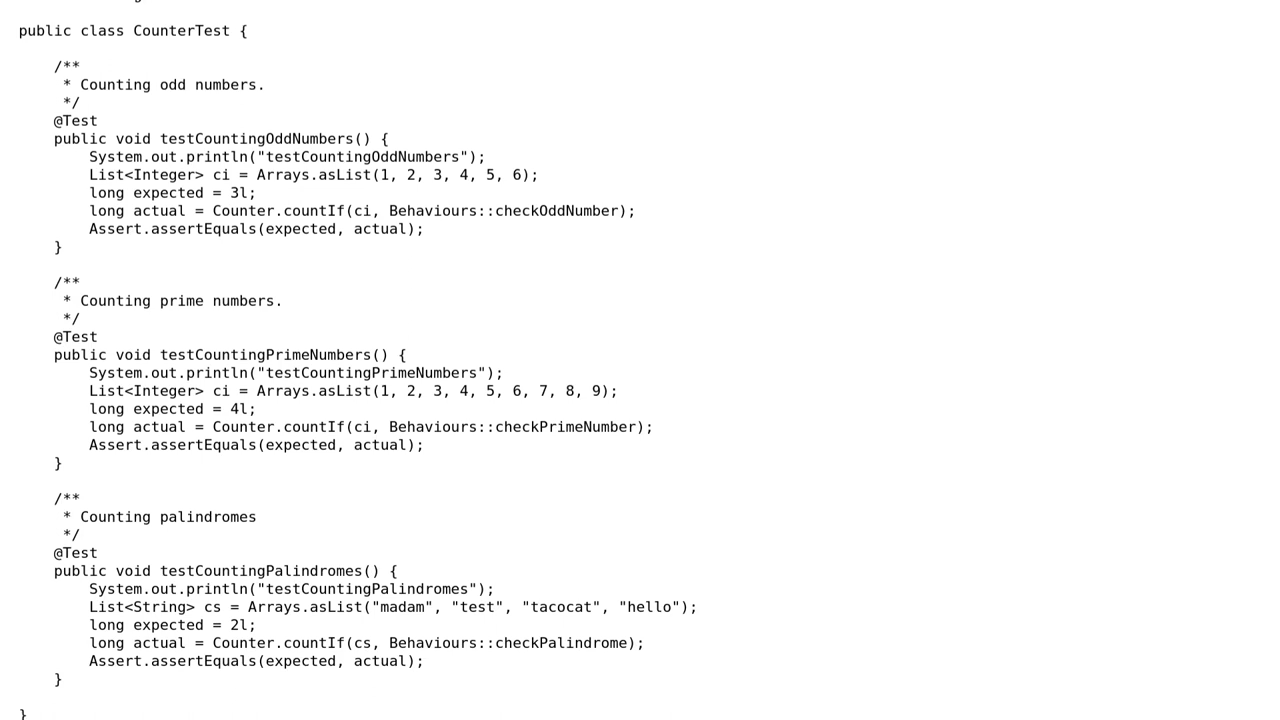 public class CounterTest {
/**
* Counting odd numbers.
*/
@Test
public void testCountingOddNumbers() {
System.out.println("testCountingOddNumbers");
List<Integer> ci = Arrays.asList(1, 2, 3, 4, 5, 6);
long expected = 3l;
long actual = Counter.countIf(ci, Behaviours::checkOddNumber);
Assert.assertEquals(expected, actual);
}
/**
* Counting prime numbers.
*/
@Test
public void testCountingPrimeNumbers() {
System.out.println("testCountingPrimeNumbers");
List<Integer> ci = Arrays.asList(1, 2, 3, 4, 5, 6, 7, 8, 9);
long expected = 4l;
long actual = Counter.countIf(ci, Behaviours::checkPrimeNumber);
Assert.assertEquals(expected, actual);
}
/**
* Counting palindromes
*/
@Test
public void testCountingPalindromes() {
System.out.println("testCountingPalindromes");
List<String> cs = Arrays.asList("madam", "test", "tacocat", "hello");
long expected = 2l;
long actual = Counter.countIf(cs, Behaviours::checkPalindrome);
Assert.assertEquals(expected, actual);
}
}